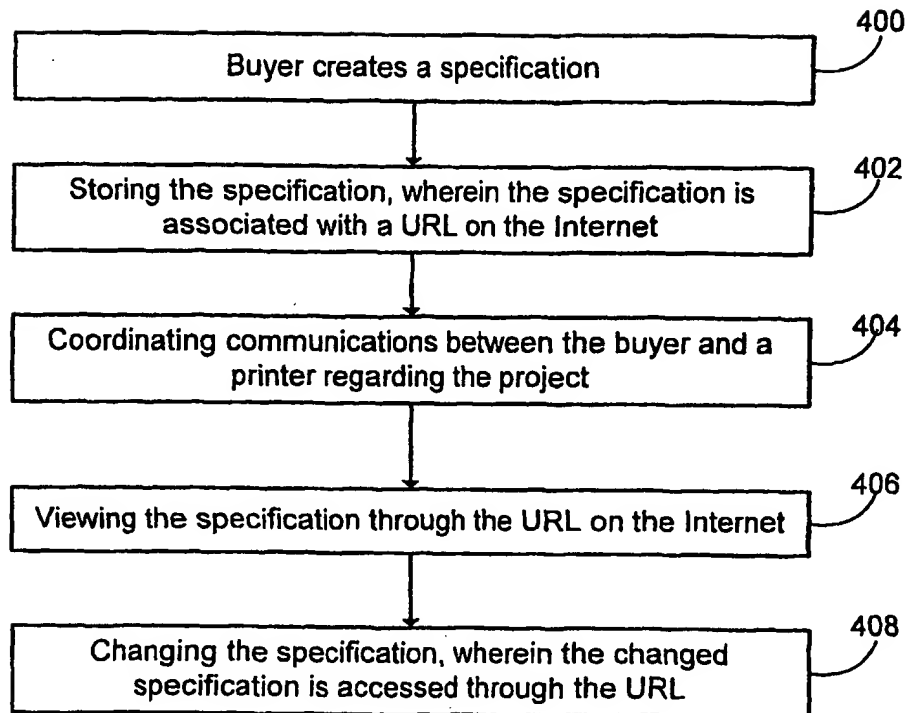 400
Buyer creates a specification
402
Storing the specification, wherein the specification is
associated with a URL on the Internet
404
Coordinating communications between the buyer and a
printer regarding the project
406
Viewing the specification through the URL on the Internet
408
Changing the specification, wherein the changed
specification is accessed through the URL